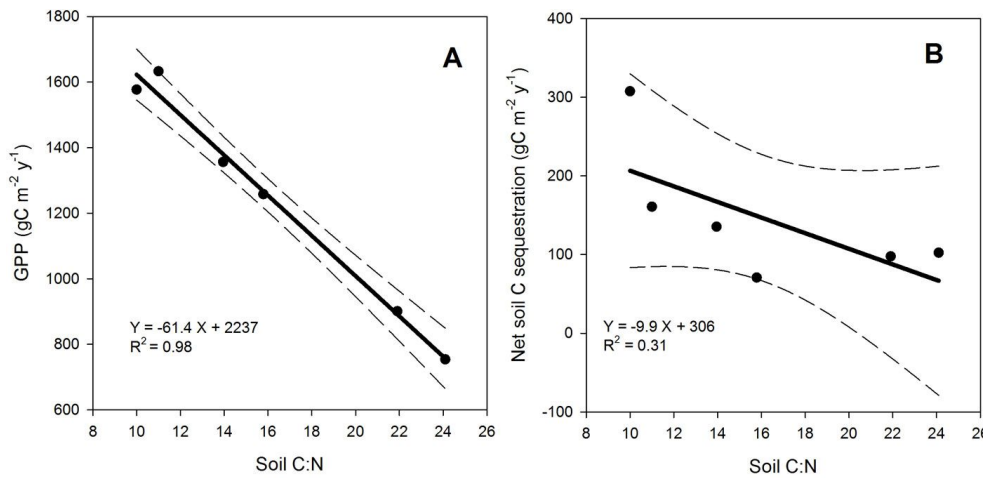 A
GPP (gC m⁻² y⁻¹)
1800
1600
1400
1200
1000
800
600
Y = -61.4 X + 2237
R² = 0.98
8 10 12 14 16 18 20 22 24 26
Soil C:N
B
Net soil C sequestration (gC m⁻² y⁻¹)
400
300
200
100
0
-100
Y = -9.9 X + 306
R² = 0.31
8 10 12 14 16 18 20 22 24 26
Soil C:N